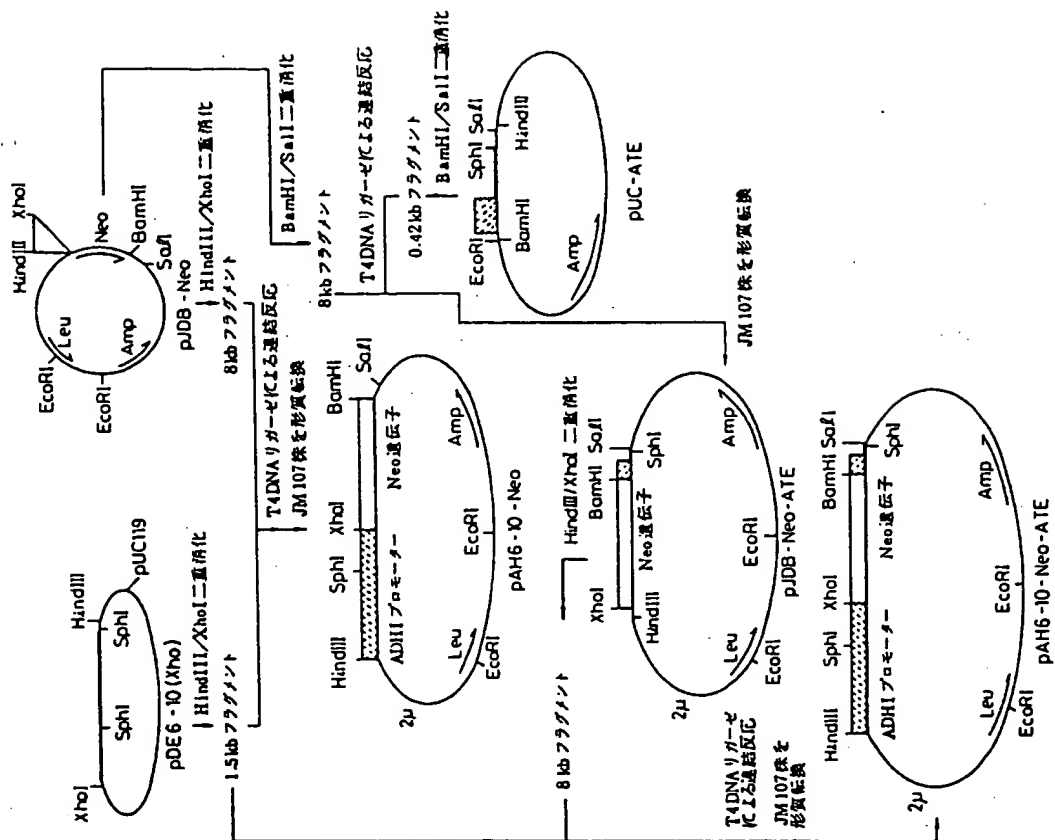 XhoI
SphI
SphI
HindIII
pUC119
pDE6-10(Xho)
HindIII/XhoI二重消化
1.5kbフラグメント
HindIII XhoI
EcoRI
EcoRI
Leu
Amp
Neo
BamHI
SalI
pJDB-Neo
HindIII/XhoI二重消化
8kbフラグメント
T4DNAリガーゼによる連結反応
JM107株を形質転換
BamHI/SalI二重消化
8kbフラグメント
HindIII
SphI
XhoI
BamHI
SalI
ADHIプロモーター
Neo遺伝子
2μ
Leu
EcoRI
EcoRI
Amp
pAH6-10-Neo
T4DNAリガーゼによる連結反応
0.42kbフラグメント
BamHI/SalI二重消化
EcoRI
BamHI
SphI SalI
HindIII
Amp
pUC-ATE
JM107株を形質転換
8kbフラグメント
HindIII/XhoI二重消化
XhoI
HindIII
BamHI SalI
SphI
Neo遺伝子
2μ
Leu
EcoRI
EcoRI
Amp
pJDB-Neo-ATE
T4DNAリガーゼ
による連結反応
JM107株を
形質転換
HindIII
SphI
XhoI
BamHI SalI
SphI
ADHIプロモーター
Neo遺伝子
2μ
Leu
EcoRI
EcoRI
Amp
pAH6-10-Neo-ATE